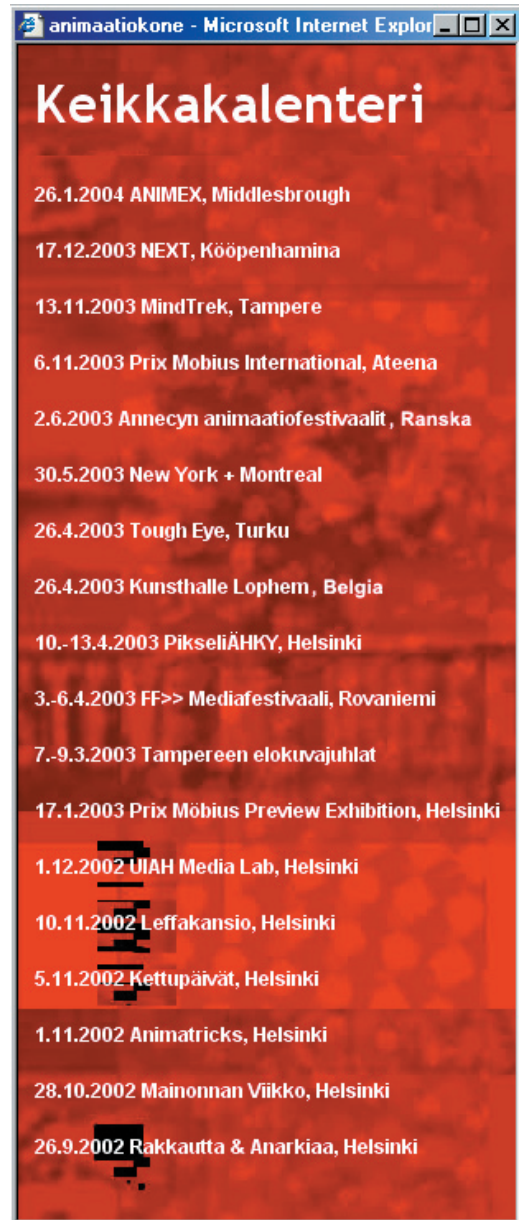 animaatiokone - Microsoft Internet Explor
Keikkakalenteri
26.1.2004 ANIMEX, Middlesbrough
17.12.2003 NEXT, Kööpenhamina
13.11.2003 MindTrek, Tampere
6.11.2003 Prix Mobius International, Ateena
2.6.2003 Annecyn animaatiofestivaalit, Ranska
30.5.2003 New York + Montreal
26.4.2003 Tough Eye, Turku
26.4.2003 Kunsthalle Lophem, Belgia
10.-13.4.2003 PikseliÄHKY, Helsinki
3.-6.4.2003 FF>> Mediafestivaali, Rovaniemi
7.-9.3.2003 Tampereen elokuvajuhlat
17.1.2003 Prix Möbius Preview Exhibition, Helsinki
1.12.2002 UIAH Media Lab, Helsinki
10.11.2002 Leffakansio, Helsinki
5.11.2002 Kettupäivät, Helsinki
1.11.2002 Animatricks, Helsinki
28.10.2002 Mainonnan Viikko, Helsinki
26.9.2002 Rakkautta & Anarkiaa, Helsinki